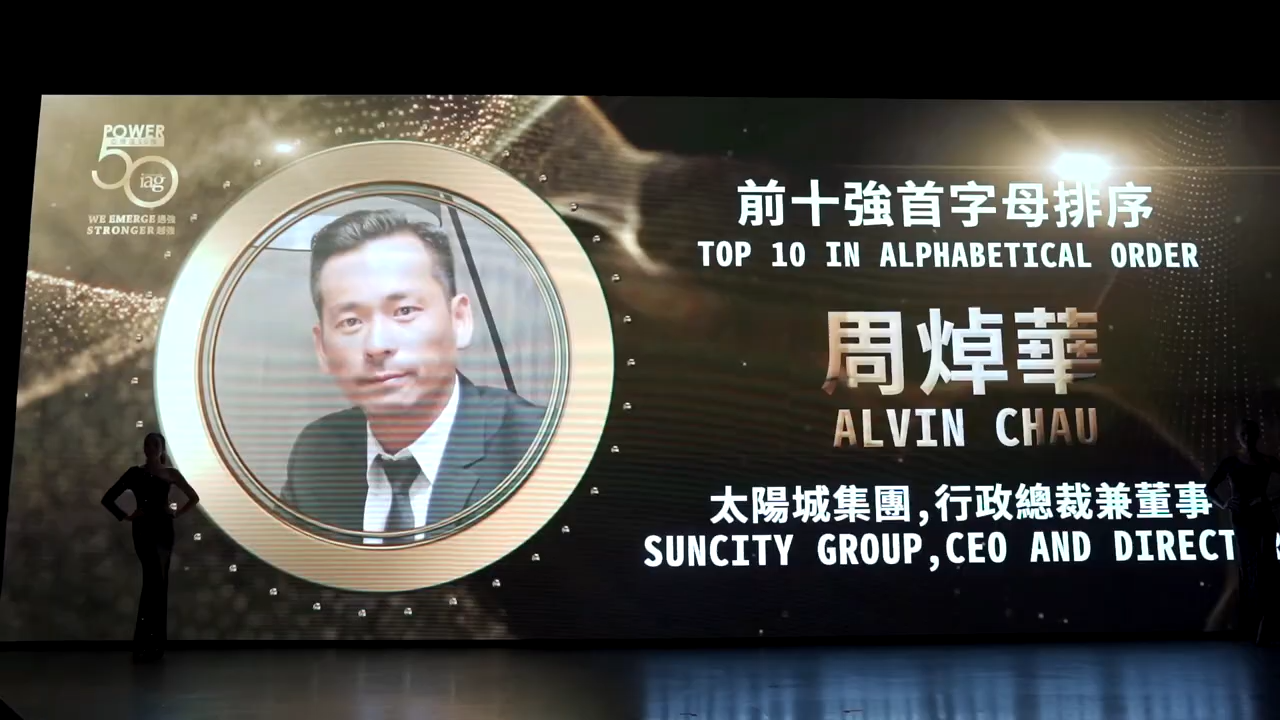 POWER
50
iag
WE EMERGE 遇強
STRONGER 越強
前十強首字母排序
TOP 10 IN ALPHABETICAL ORDER
周焯華
ALVIN CHAU
太陽城集團,行政總裁兼董事
SUNCITY GROUP,CEO AND DIRECT